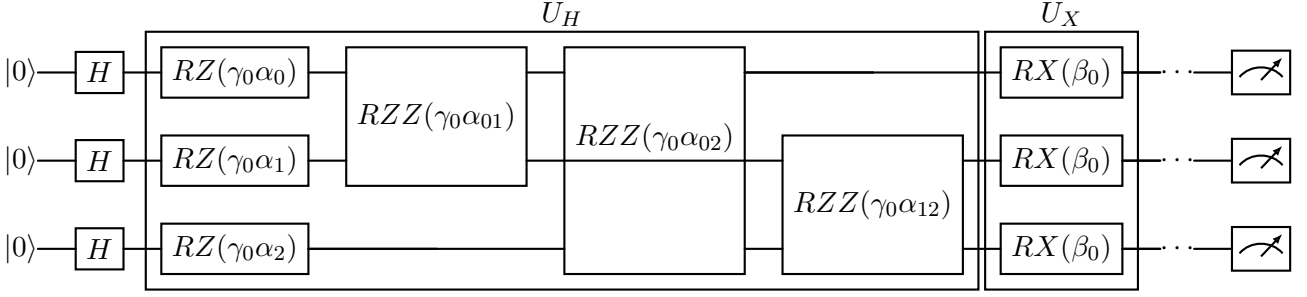 U_H U_X
|0⟩ H RZ(γ₀α₀) RZZ(γ₀α₀₁) RZZ(γ₀α₀₂) RX(β₀) ···
|0⟩ H RZ(γ₀α₁) RZZ(γ₀α₁₂) RX(β₀) ···
|0⟩ H RZ(γ₀α₂) RX(β₀) ···